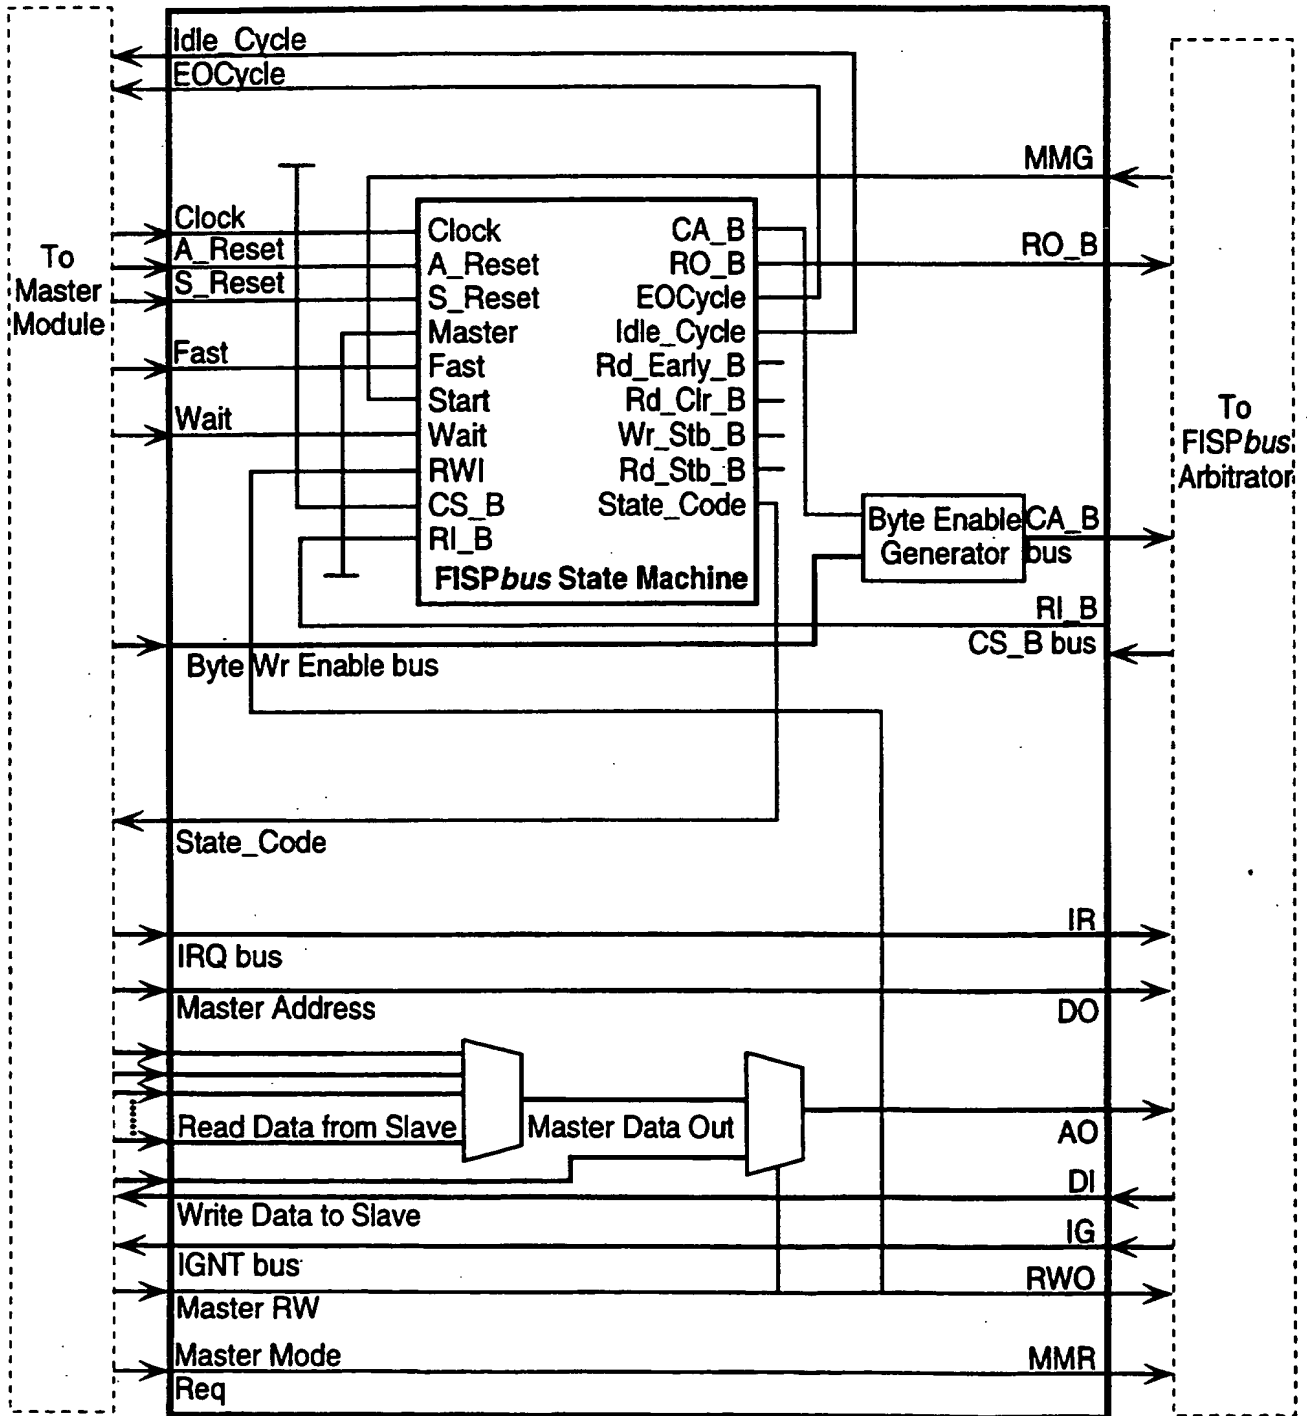 Idle_Cycle
EOCycle
MMG
Clock
A_Reset
S_Reset
Fast
Wait
To
Master
Module
Clock
A_Reset
S_Reset
Master
Fast
Start
Wait
RWI
CS_B
RI_B
CA_B
RO_B
EOCycle
Idle_Cycle
Rd_Early_B
Rd_Clr_B
Wr_Stb_B
Rd_Stb_B
State_Code
FISPbus State Machine
RO_B
To
FISPbus
Arbitrator
Byte Enable
Generator
CA_B
bus
RI_B
CS_B bus
Byte Wr Enable bus
State_Code
IR
IRQ bus
Master Address
DO
Read Data from Slave
Master Data Out
AO
DI
Write Data to Slave
IG
IGNT bus
RWO
Master RW
Master Mode
Req
MMR